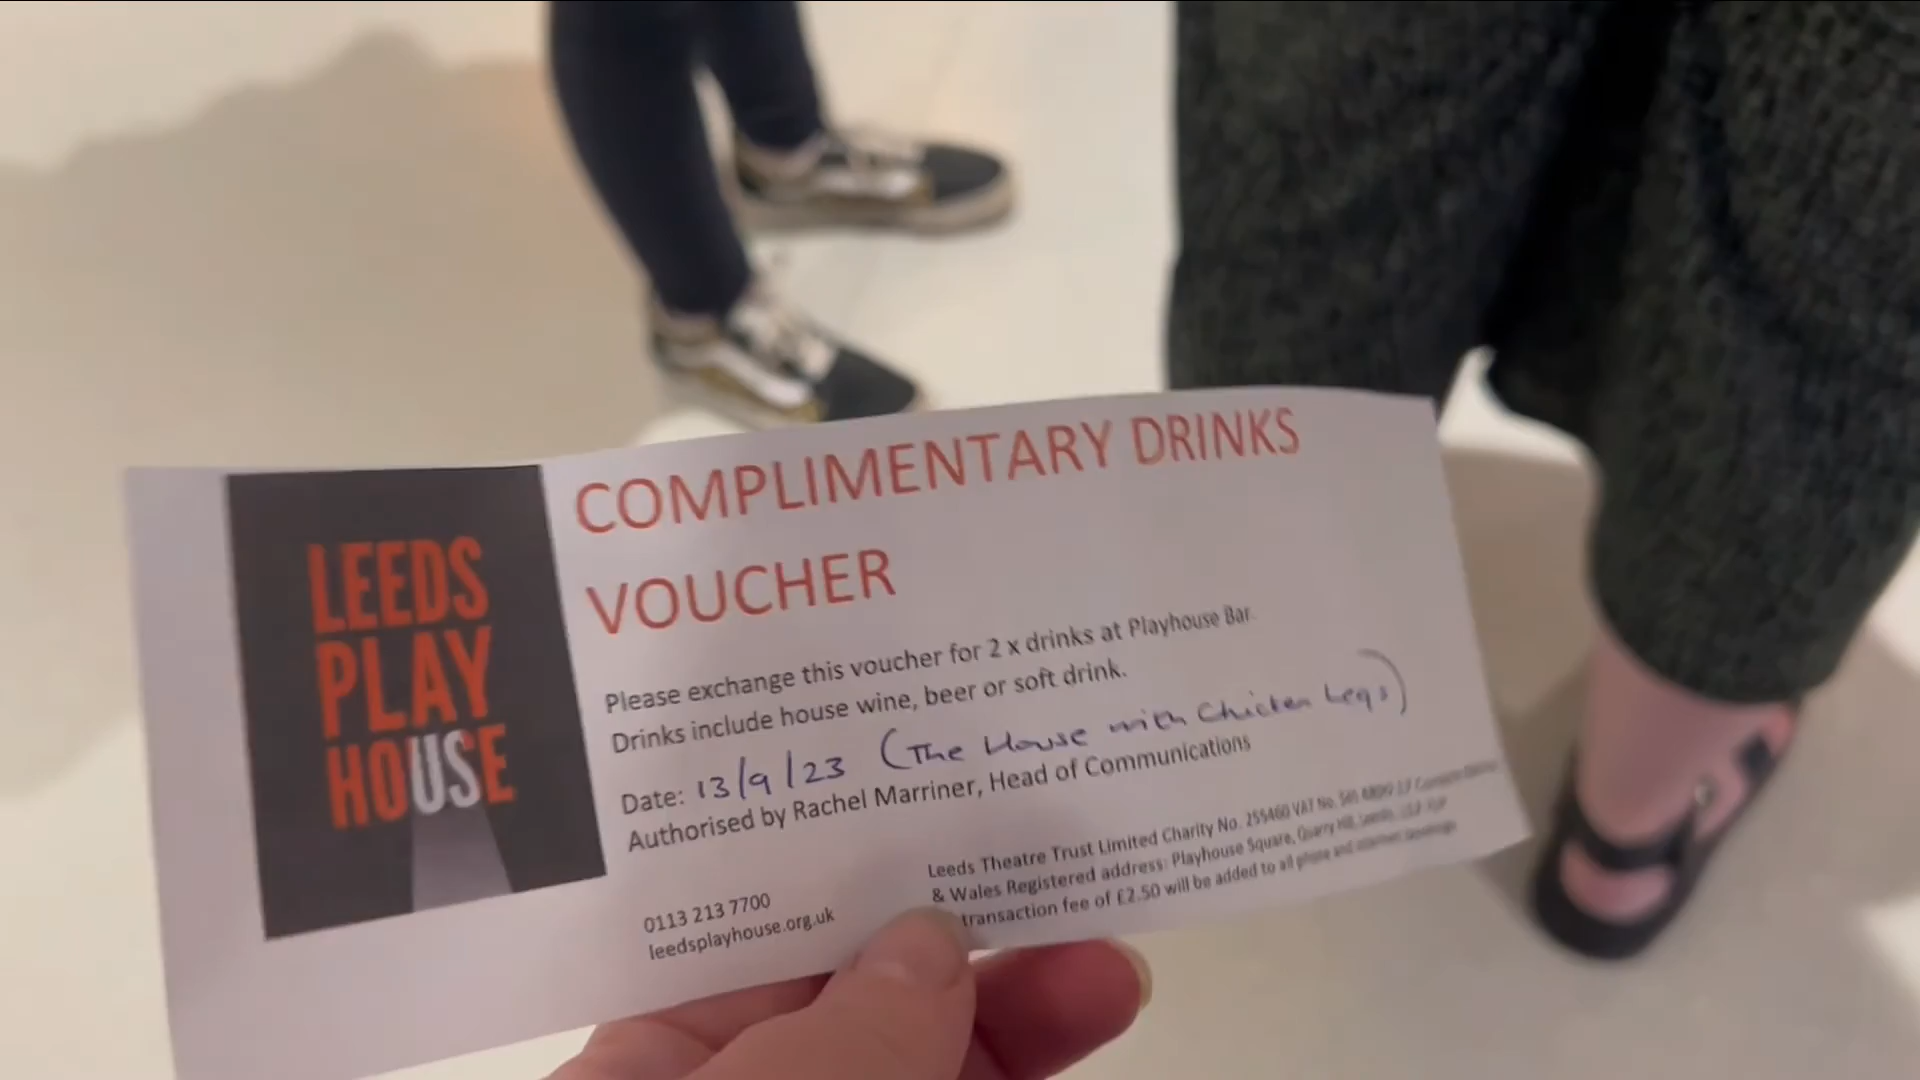 LEEDS
PLAY
HOUSE
COMPLIMENTARY DRINKS
VOUCHER
Please exchange this voucher for 2 x drinks at Playhouse Bar.
Drinks include house wine, beer or soft drink.
Date: 13/9/23 (The House with Chicken Legs)
Authorised by Rachel Marriner, Head of Communications
0113 213 7700
leedsplayhouse.org.uk
Leeds Theatre Trust Limited Charity No. 255460 VAT No.
& Wales Registered address: Playhouse Square, Quarry Hill, Leeds,
transaction fee of £2.50 will be added to all phone and internet bookings